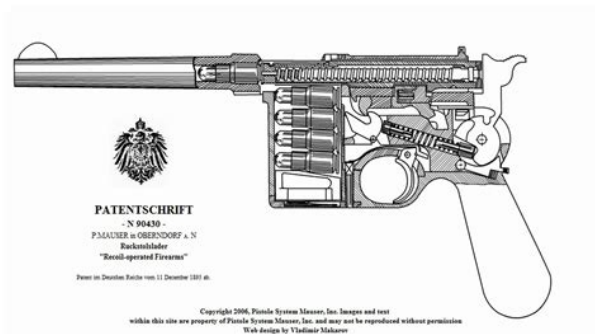 PATENTSCHRIFT
- N 90430 -
P.MAUSER in OBERNDORF a. N
Ruckstolslader
"Recoil-operated Firearms"
Patent im Deutschen Reiche vom 11 Dezember 1895 ab.
Copyright 2006, Pistole System Mauser, Inc. Images and text
within this site are property of Pistole System Mauser, Inc. and may not be reproduced without permission
Web design by Vladimir Makarov